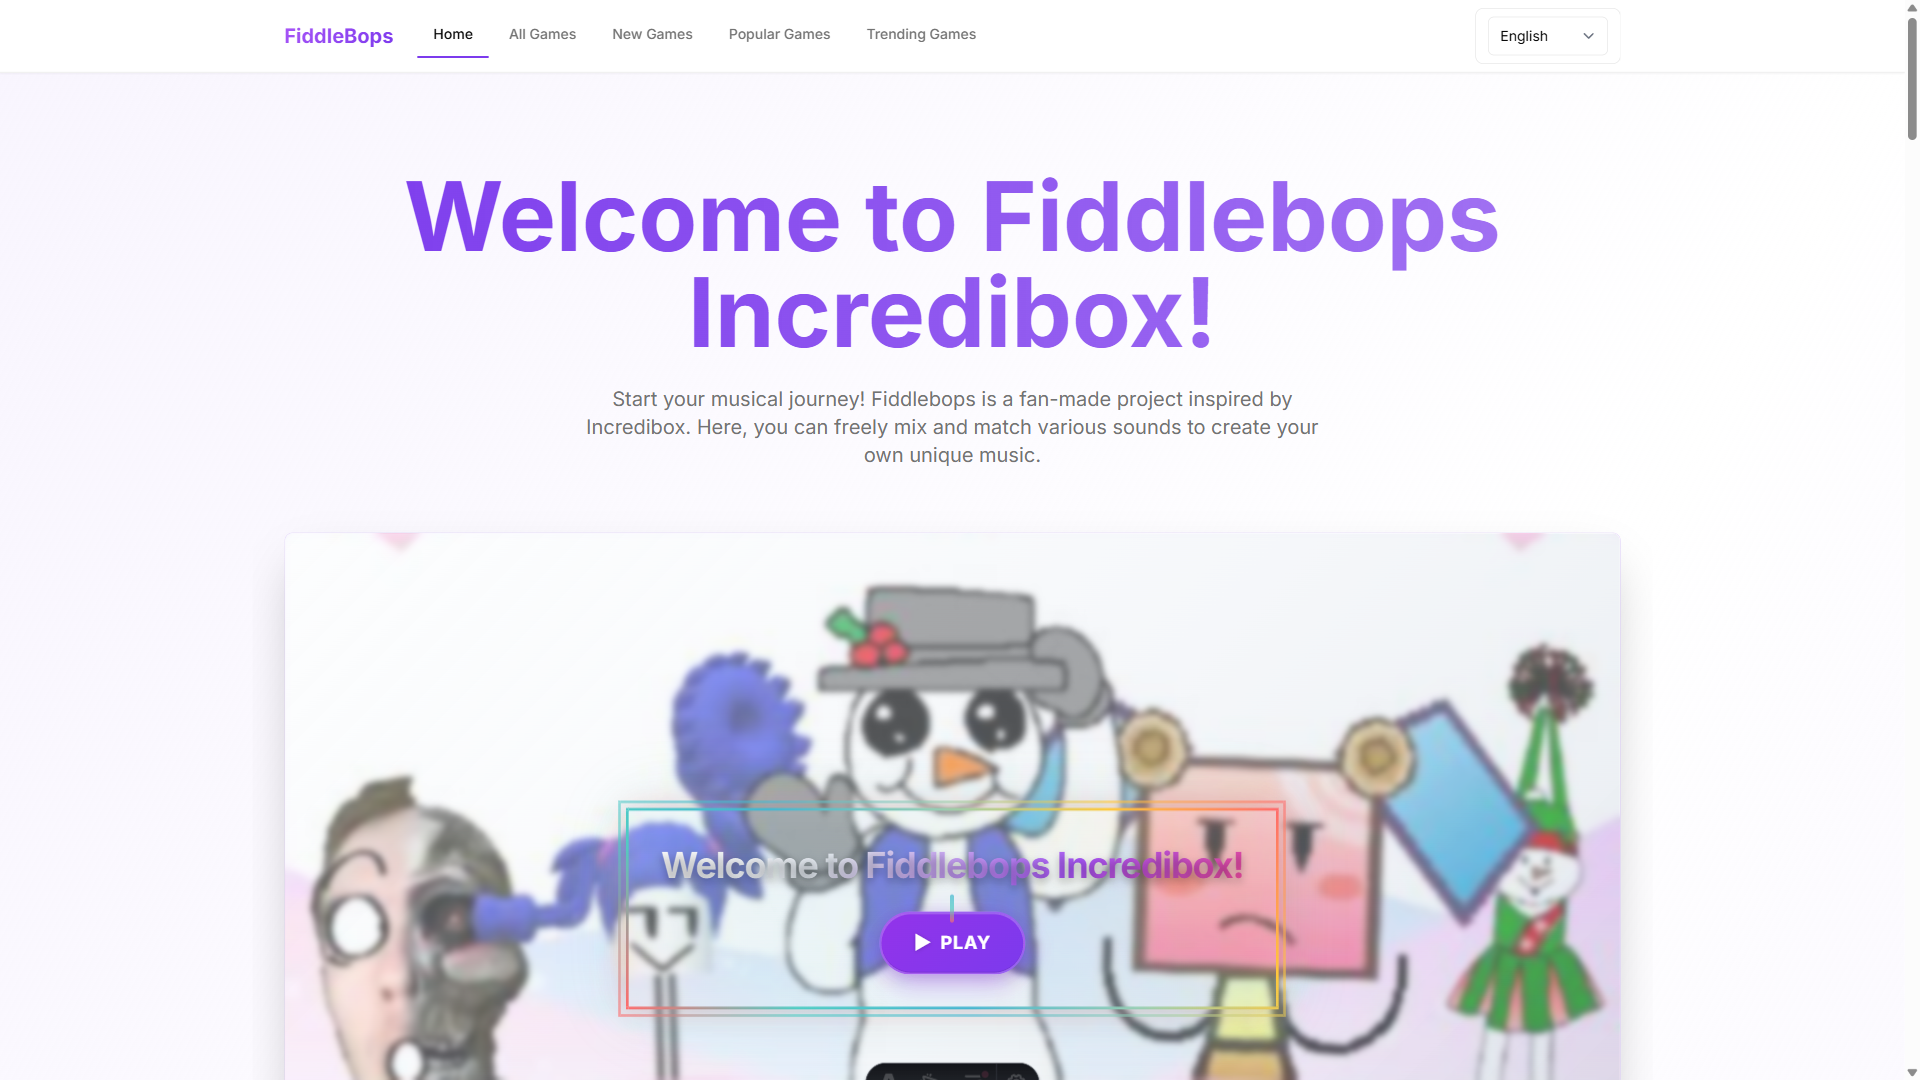 FiddleBops
Home
All Games
New Games
Popular Games
Trending Games
English
Welcome to Fiddlebops
Incredibox!
Start your musical journey! Fiddlebops is a fan-made project inspired by
Incredibox. Here, you can freely mix and match various sounds to create your
own unique music.
Welcome to Fiddlebops Incredibox!
PLAY